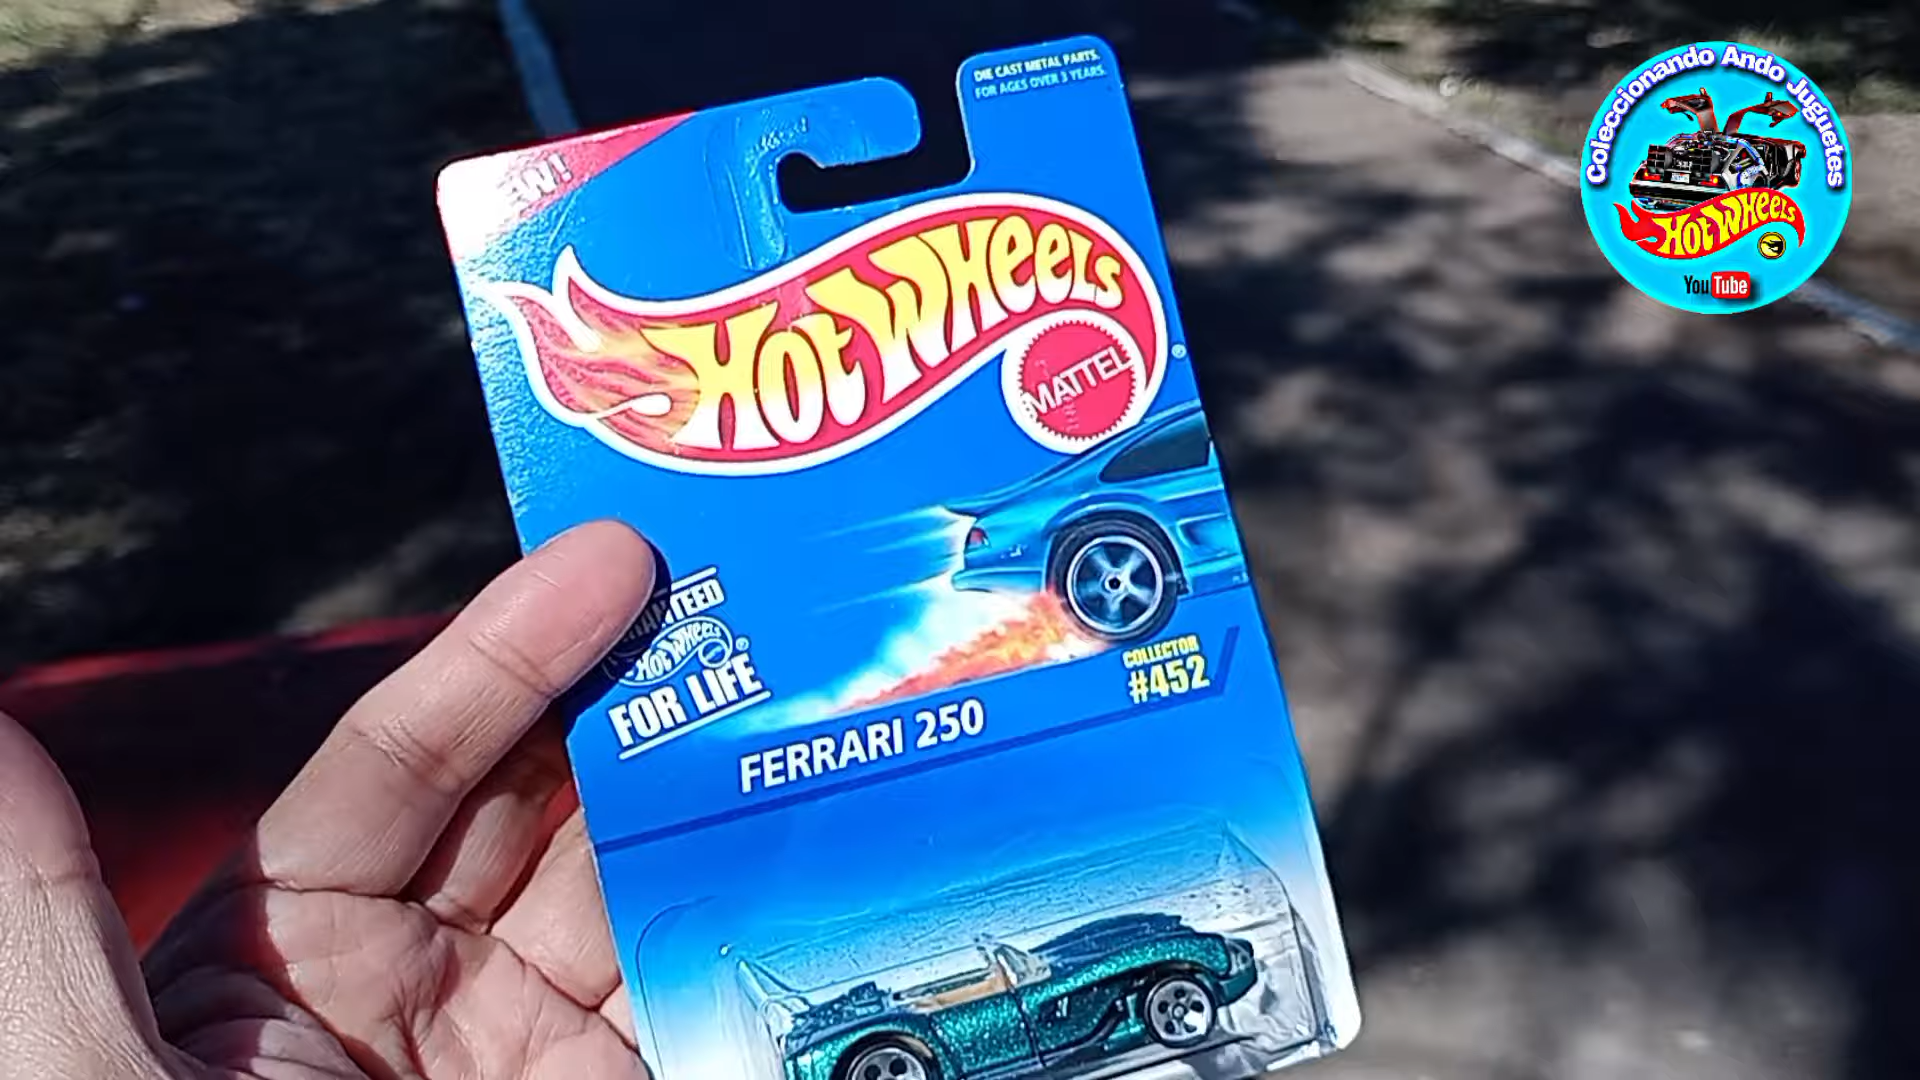 DIE CAST METAL PARTS.
FOR AGES OVER 3 YEARS.
HOT WHEELS
MATTEL
®
HOT WHEELS ®
FOR LIFE
COLLECTOR
#452
FERRARI 250
Coleccionando Ando Juguetes
HOT WHEELS
YouTube